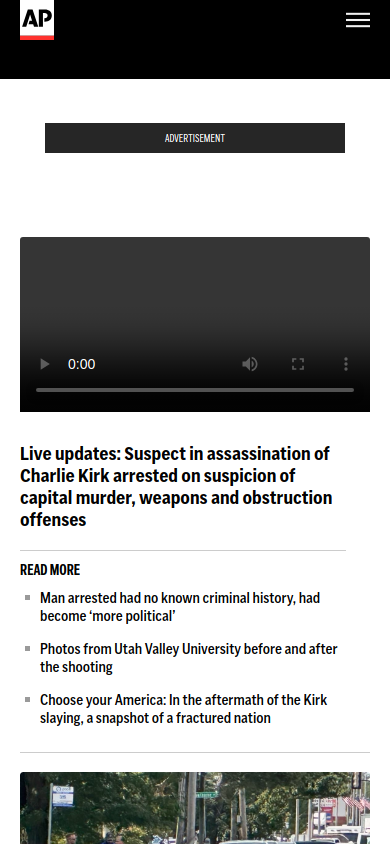 AP
ADVERTISEMENT
0:00
Live updates: Suspect in assassination of
Charlie Kirk arrested on suspicion of
capital murder, weapons and obstruction
offenses
READ MORE
Man arrested had no known criminal history, had
become ‘more political’
Photos from Utah Valley University before and after
the shooting
Choose your America: In the aftermath of the Kirk
slaying, a snapshot of a fractured nation